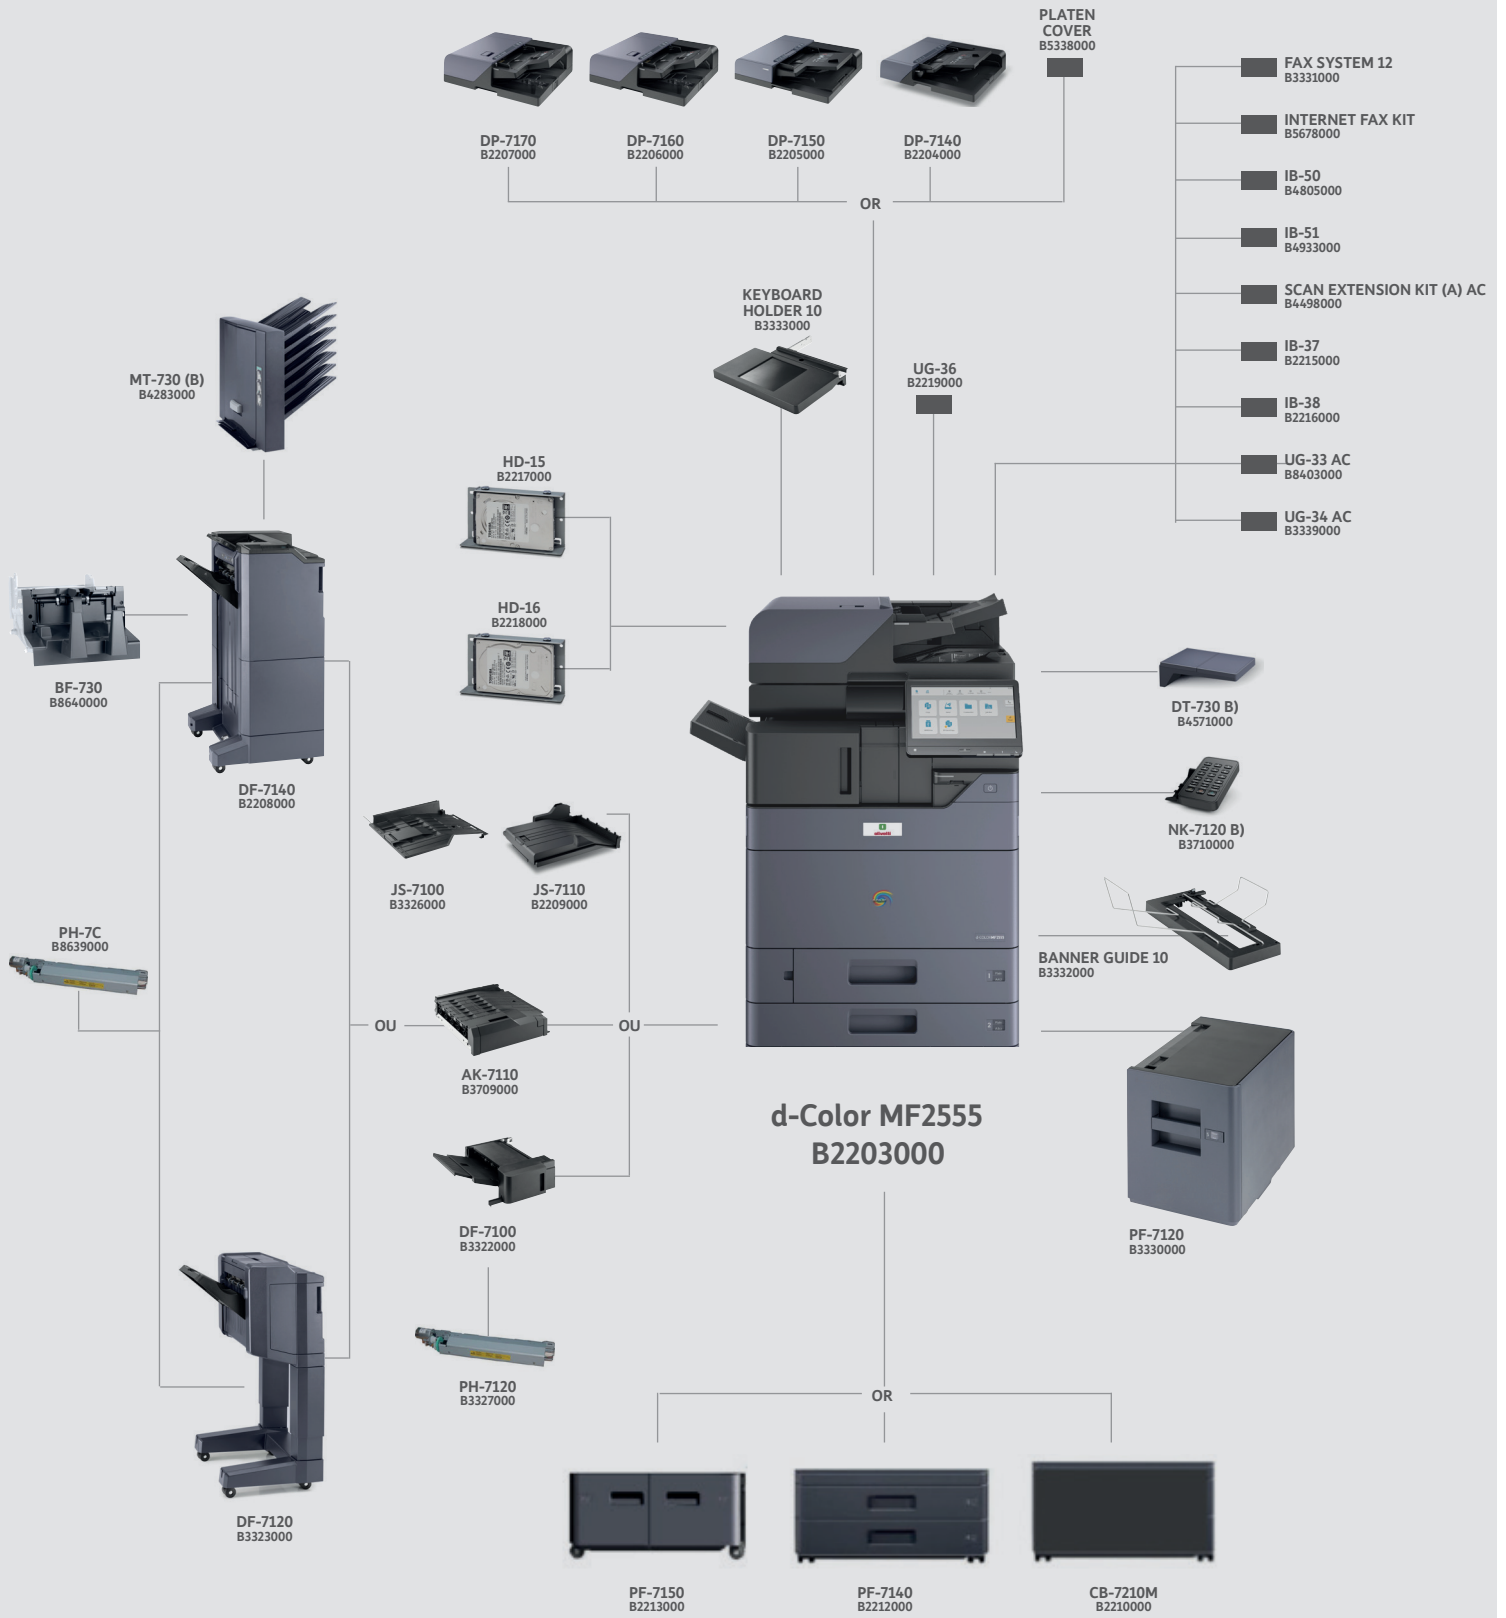 PLATEN
COVER
B5338000
FAX SYSTEM 12
B3331000
DP-7170
B2207000
DP-7160
B2206000
DP-7150
B2205000
DP-7140
B2204000
INTERNET FAX KIT
B5678000
IB-50
B4805000
OR
IB-51
B4933000
SCAN EXTENSION KIT (A) AC
B4498000
KEYBOARD
HOLDER 10
B3333000
IB-37
B2215000
MT-730 (B)
B4283000
UG-36
B2219000
IB-38
B2216000
HD-15
B2217000
UG-33 AC
B8403000
UG-34 AC
B3339000
HD-16
B2218000
BF-730
B8640000
DT-730 B)
B4571000
DF-7140
B2208000
NK-7120 B)
B3710000
JS-7100
B3326000
JS-7110
B2209000
olivetti
PH-7C
B8639000
BANNER GUIDE 10
B3332000
OU
OU
AK-7110
B3709000
d-Color MF2555
B2203000
DF-7100
B3322000
PF-7120
B3330000
PH-7120
B3327000
OR
DF-7120
B3323000
PF-7150
B2213000
PF-7140
B2212000
CB-7210M
B2210000